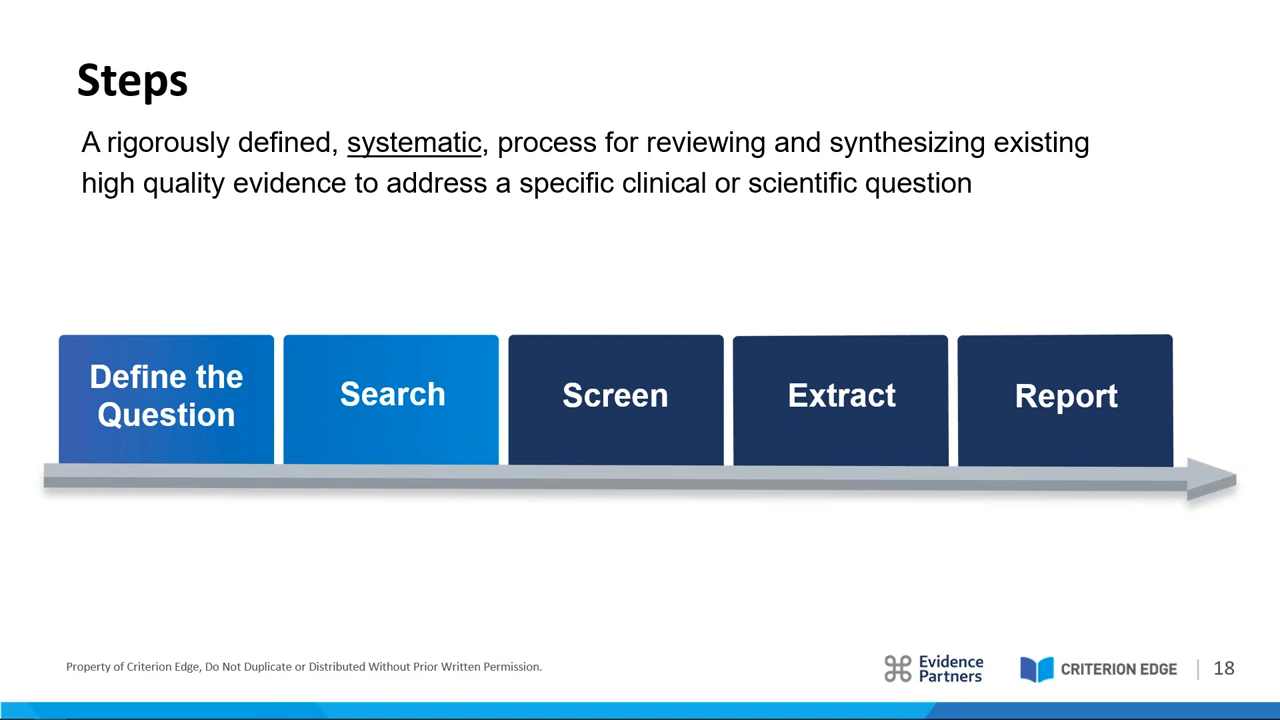 Steps
A rigorously defined, systematic, process for reviewing and synthesizing existing
high quality evidence to address a specific clinical or scientific question
Define the
Question
Search
Screen
Extract
Report
Property of Criterion Edge, Do Not Duplicate or Distributed Without Prior Written Permission.
Evidence
Partners
CRITERION EDGE
18